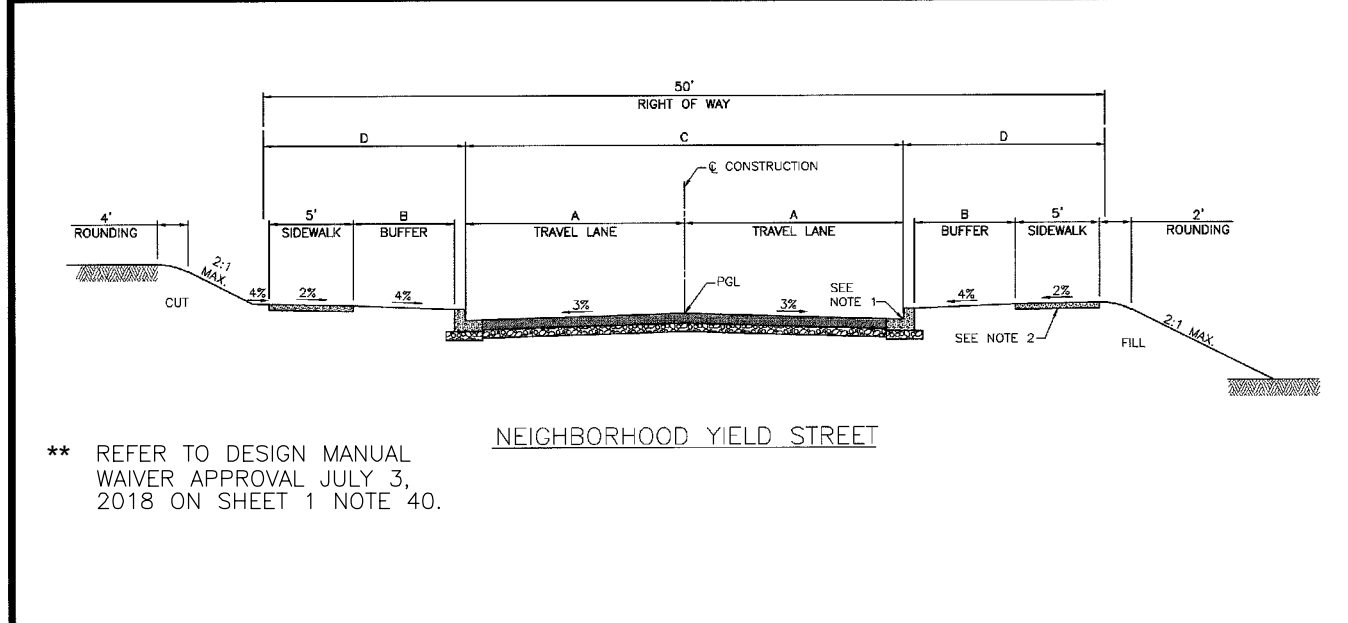 50'
RIGHT OF WAY
D
C
D
℄ CONSTRUCTION
4'
ROUNDING
5'
SIDEWALK
B
BUFFER
A
TRAVEL LANE
A
TRAVEL LANE
B
BUFFER
5'
SIDEWALK
2'
ROUNDING
2:1
MAX.
CUT
4%
2%
4%
3%
PGL
3%
SEE
NOTE 1
4%
2%
SEE NOTE 2
FILL
2:1 MAX.
NEIGHBORHOOD YIELD STREET
** REFER TO DESIGN MANUAL
WAIVER APPROVAL JULY 3,
2018 ON SHEET 1 NOTE 40.